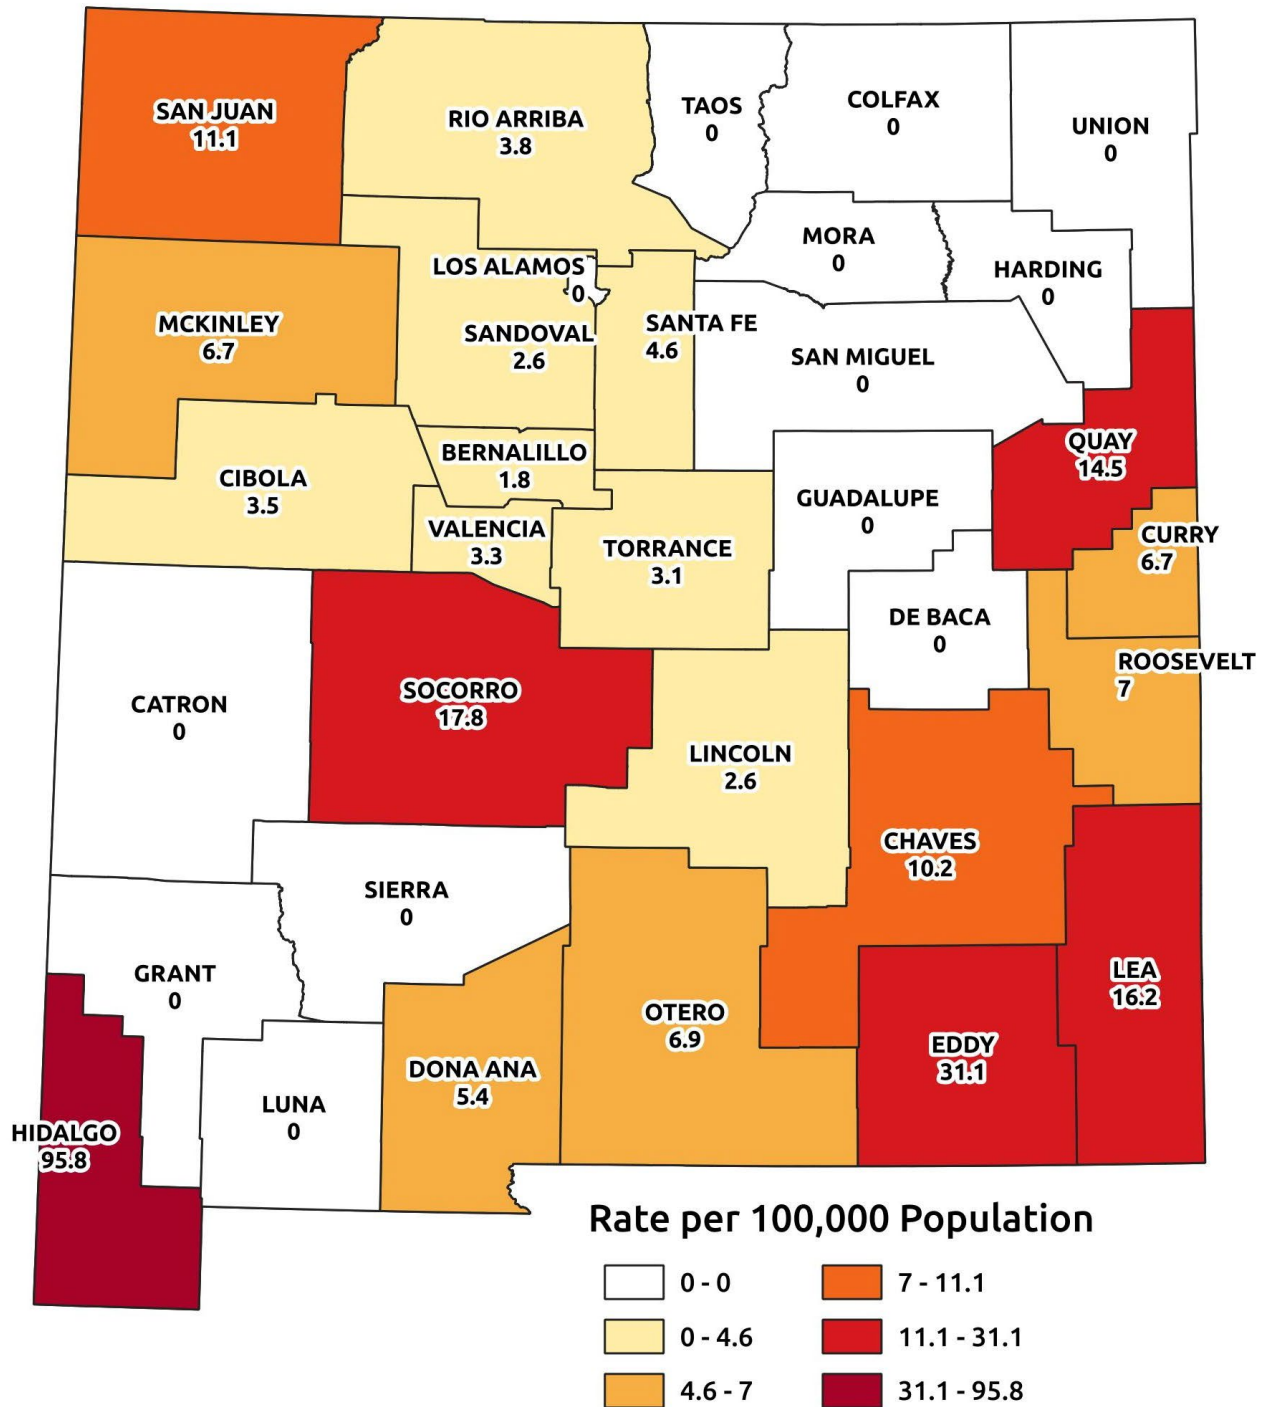 SAN JUAN
11.1
RIO ARRIBA
3.8
TAOS
0
COLFAX
0
UNION
0
MORA
0
HARDING
0
LOS ALAMOS
0
MCKINLEY
6.7
SANDOVAL
2.6
SANTA FE
4.6
SAN MIGUEL
0
QUAY
14.5
BERNALILLO
1.8
CIBOLA
3.5
GUADALUPE
0
VALENCIA
3.3
TORRANCE
3.1
CURRY
6.7
DE BACA
0
ROOSEVELT
7
CATRON
0
SOCORRO
17.8
LINCOLN
2.6
CHAVES
10.2
SIERRA
0
GRANT
0
LEA
16.2
OTERO
6.9
EDDY
31.1
DONA ANA
5.4
LUNA
0
HIDALGO
95.8
Rate per 100,000 Population
0 - 0
0 - 4.6
4.6 - 7
7 - 11.1
11.1 - 31.1
31.1 - 95.8